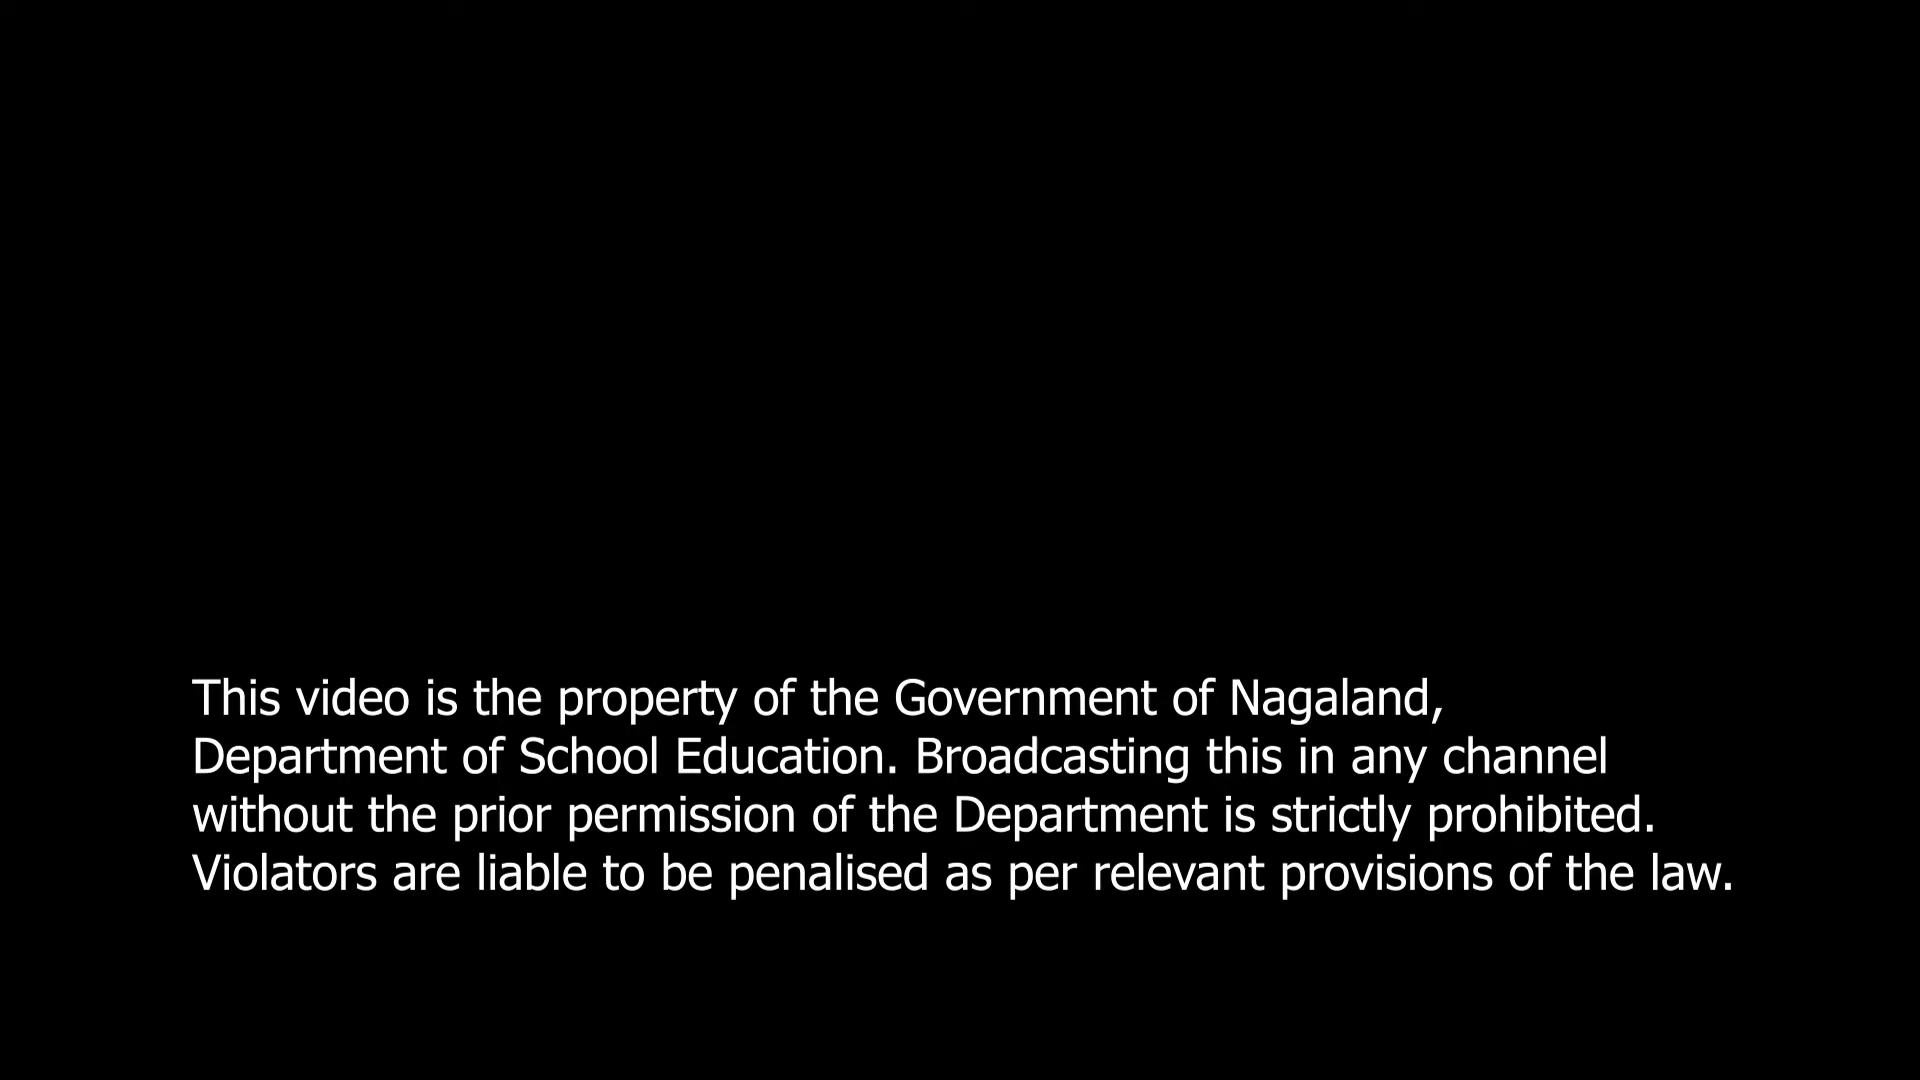 This video is the property of the Government of Nagaland,
Department of School Education. Broadcasting this in any channel
without the prior permission of the Department is strictly prohibited.
Violators are liable to be penalised as per relevant provisions of the law.